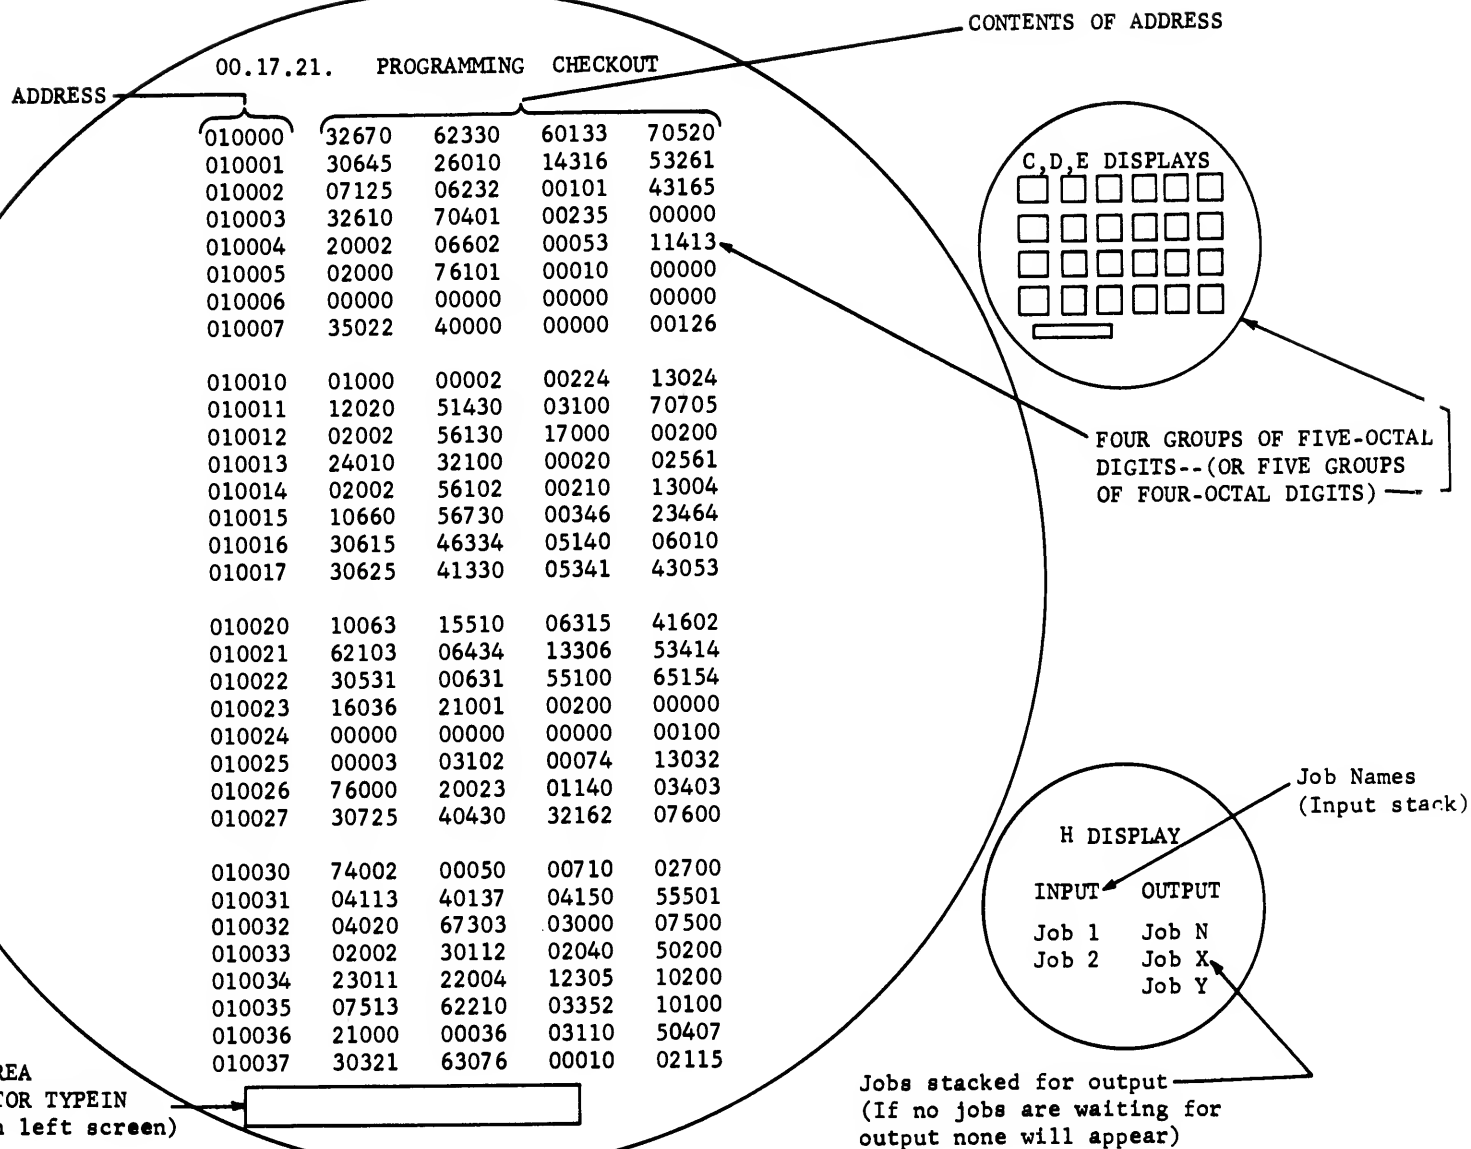 CONTENTS OF ADDRESS
00.17.21. PROGRAMMING CHECKOUT
ADDRESS
010000 32670 62330 60133 70520
010001 30645 26010 14316 53261
010002 07125 06232 00101 43165
010003 32610 70401 00235 00000
010004 20002 06602 00053 11413
010005 02000 76101 00010 00000
010006 00000 00000 00000 00000
010007 35022 40000 00000 00126
010010 01000 00002 00224 13024
010011 12020 51430 03100 70705
010012 02002 56130 17000 00200
010013 24010 32100 00020 02561
010014 02002 56102 00210 13004
010015 10660 56730 00346 23464
010016 30615 46334 05140 06010
010017 30625 41330 05341 43053
010020 10063 15510 06315 41602
010021 62103 06434 13306 53414
010022 30531 00631 55100 65154
010023 16036 21001 00200 00000
010024 00000 00000 00000 00100
010025 00003 03102 00074 13032
010026 76000 20023 01140 03403
010027 30725 40430 32162 07600
010030 74002 00050 00710 02700
010031 04113 40137 04150 55501
010032 04020 67303 03000 07500
010033 02002 30112 02040 50200
010034 23011 22004 12305 10200
010035 07513 62210 03352 10100
010036 21000 00036 03110 50407
010037 30321 63076 00010 02115
REA
TOR TYPEIN
n left screen)
C,D,E DISPLAYS
FOUR GROUPS OF FIVE-OCTAL
DIGITS--(OR FIVE GROUPS
OF FOUR-OCTAL DIGITS)
Job Names
(Input stack)
H DISPLAY
INPUT OUTPUT
Job 1 Job N
Job 2 Job X
Job Y
Jobs stacked for output
(If no jobs are waiting for
output none will appear)